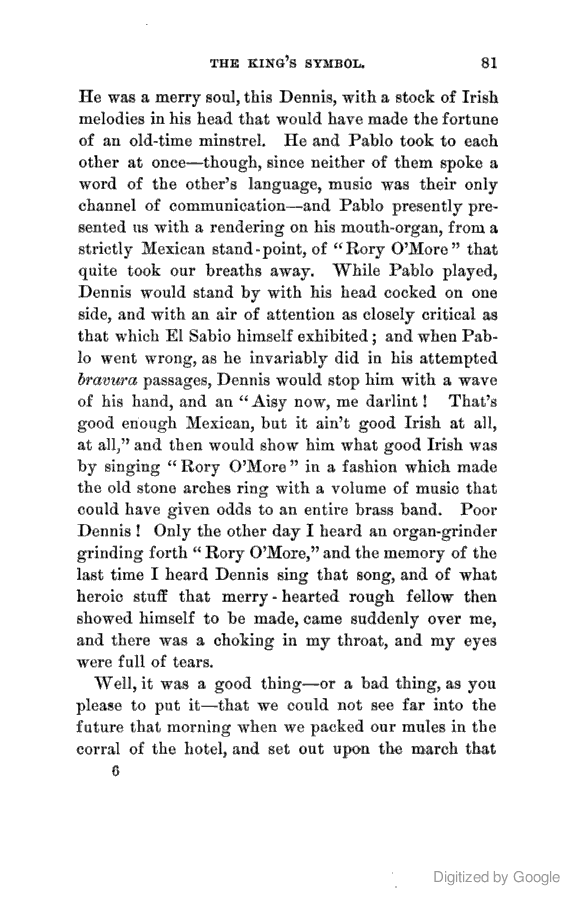 THE KING'S SYMBOL. 81
He was a merry soul, this Dennis, with a stock of Irish
melodies in his head that would have made the fortune
of an old-time minstrel. He and Pablo took to each
other at once—though, since neither of them spoke a
word of the other's language, music was their only
channel of communication—and Pablo presently pre-
sented us with a rendering on his mouth-organ, from a
strictly Mexican stand-point, of "Rory O'More" that
quite took our breaths away. While Pablo played,
Dennis would stand by with his head cocked on one
side, and with an air of attention as closely critical as
that which El Sabio himself exhibited; and when Pab-
lo went wrong, as he invariably did in his attempted
bravura passages, Dennis would stop him with a wave
of his hand, and an "Aisy now, me darlint! That's
good enough Mexican, but it ain't good Irish at all,
at all," and then would show him what good Irish was
by singing "Rory O'More" in a fashion which made
the old stone arches ring with a volume of music that
could have given odds to an entire brass band. Poor
Dennis! Only the other day I heard an organ-grinder
grinding forth "Rory O'More," and the memory of the
last time I heard Dennis sing that song, and of what
heroic stuff that merry-hearted rough fellow then
showed himself to be made, came suddenly over me,
and there was a choking in my throat, and my eyes
were full of tears.
Well, it was a good thing—or a bad thing, as you
please to put it—that we could not see far into the
future that morning when we packed our mules in the
corral of the hotel, and set out upon the march that
6
Digitized by Google